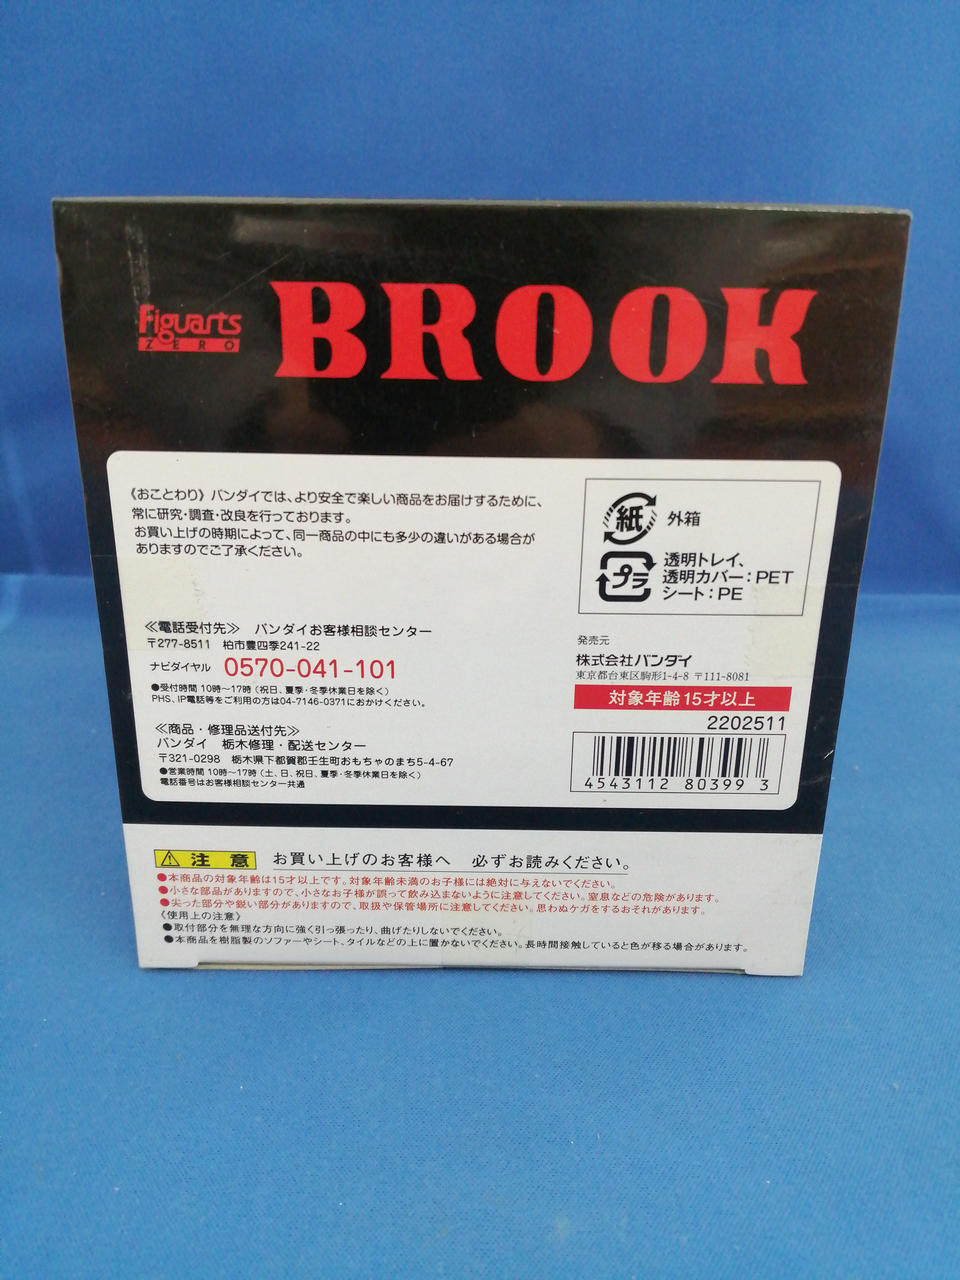 Figuarts
ZERO
BROOK
《おことわり》バンダイでは、より安全で楽しい商品をお届けするために、
常に研究・調査・改良を行っております。
お買い上げの時期によって、同一商品の中にも多少の違いがある場合が
ありますのでご了承ください。
紙 外箱
プラ 透明トレイ、
透明カバー：PET
シート：PE
≪電話受付先≫ バンダイお客様相談センター
〒277-8511 柏市豊四季241-22
ナビダイヤル 0570-041-101
●受付時間 10時～17時（祝日、夏季・冬季休業日を除く）
PHS、IP電話等をご利用の方は04-7146-0371におかけください。
≪商品・修理品送付先≫
バンダイ 栃木修理・配送センター
〒321-0298 栃木県下都賀郡壬生町おもちゃのまち5-4-67
●営業時間 10時～17時（土、日、祝日、夏季・冬季休業日を除く）
電話番号はお客様相談センター共通
発売元
株式会社バンダイ
東京都台東区駒形1-4-8 〒111-8081
対象年齢15才以上
2202511
4543112 80399 3
⚠注 意 お買い上げのお客様へ 必ずお読みください。
●本商品の対象年齢は15才以上です。対象年齢未満のお子様には絶対に与えないでください。
●小さな部品がありますので、小さなお子様が誤って飲み込まないように注意してください。窒息などの危険があります。
●尖った部分や鋭い部分がありますので、取扱や保管場所に注意してください。思わぬケガをするおそれがあります。
《使用上の注意》
●取付部分を無理な方向に強く引っ張ったり、曲げたりしないでください。
●本商品を樹脂製のソファーやシート、タイルなどの上に置かないでください。長時間接触していると色が移る場合があります。